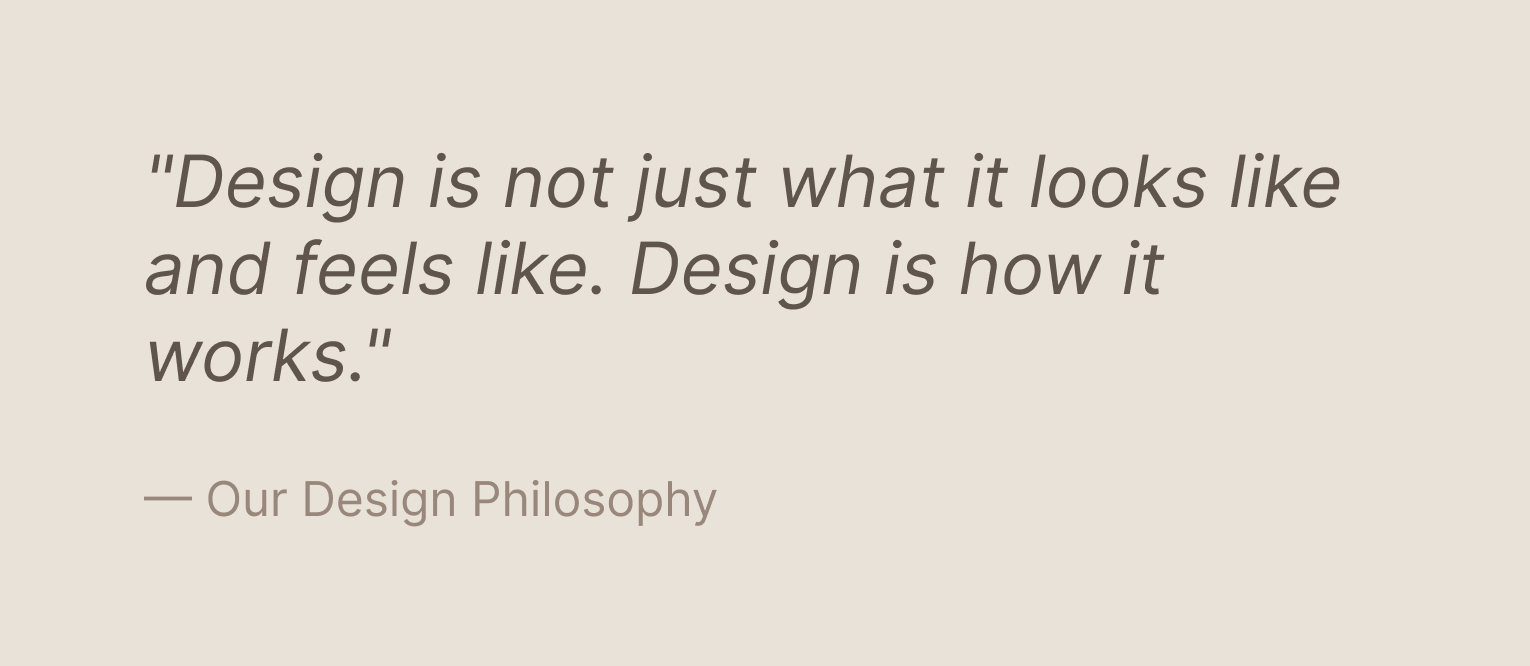 "Design is not just what it looks like
and feels like. Design is how it
works."
— Our Design Philosophy